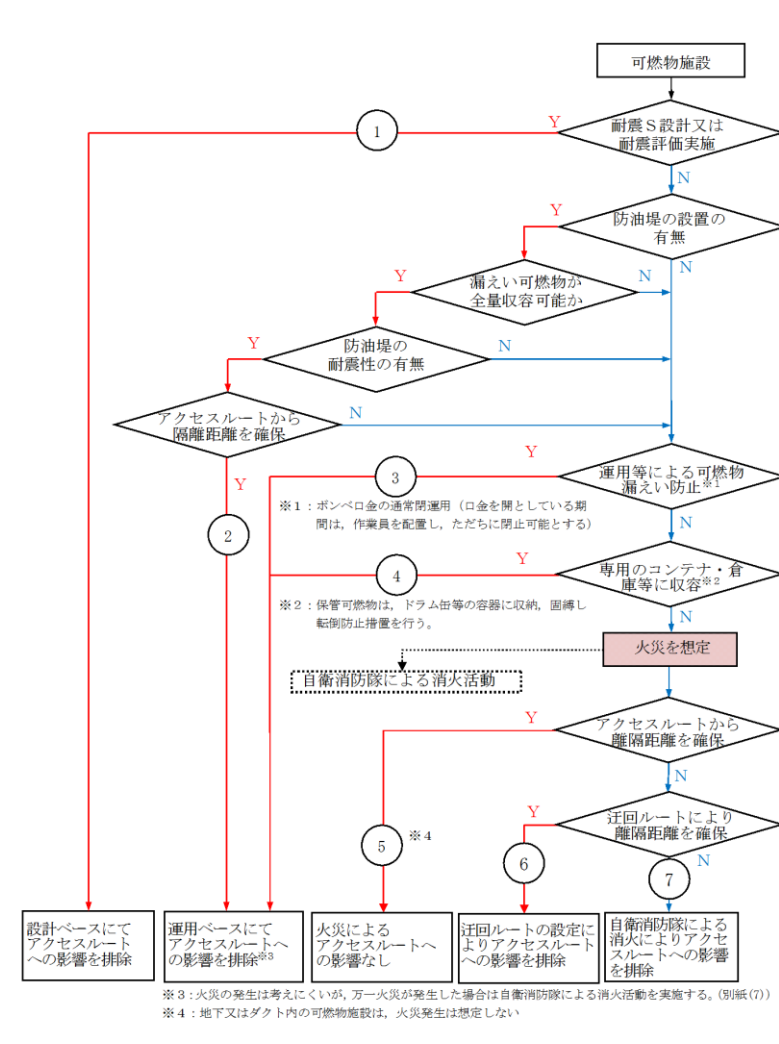 可燃物施設
耐震S設計又は
耐震評価実施
Y
1
N
防油堤の設置の
有無
Y
N
漏えい可燃物が
全量収容可能か
Y
N
防油堤の
耐震性の有無
Y
N
アクセスルートから
隔離距離を確保
N
Y
2
運用等による可燃物
漏えい防止※1
Y
3
N
※1：ボンベ口金の通常閉運用（口金を開としている期
間は，作業員を配置し，ただちに閉止可能とする）
専用のコンテナ・倉
庫等に収容※2
Y
4
N
※2：保管可燃物は，ドラム缶等の容器に収納，固縛し
転倒防止措置を行う。
火災を想定
自衛消防隊による消火活動
アクセスルートから
離隔距離を確保
Y
N
5
※4
迂回ルートにより
離隔距離を確保
Y
N
6
7
設計ベースにて
アクセスルート
への影響を排除
運用ベースにて
アクセスルートへ
の影響を排除※3
火災による
アクセスルートへ
の影響なし
迂回ルートの設定に
よりアクセスルート
への影響を排除
自衛消防隊による
消火によりアクセ
スルートへの影響
を排除
※3：火災の発生は考えにくいが，万一火災が発生した場合は自衛消防隊による消火活動を実施する。（別紙(7)）
※4：地下又はダクト内の可燃物施設は，火災発生は想定しない